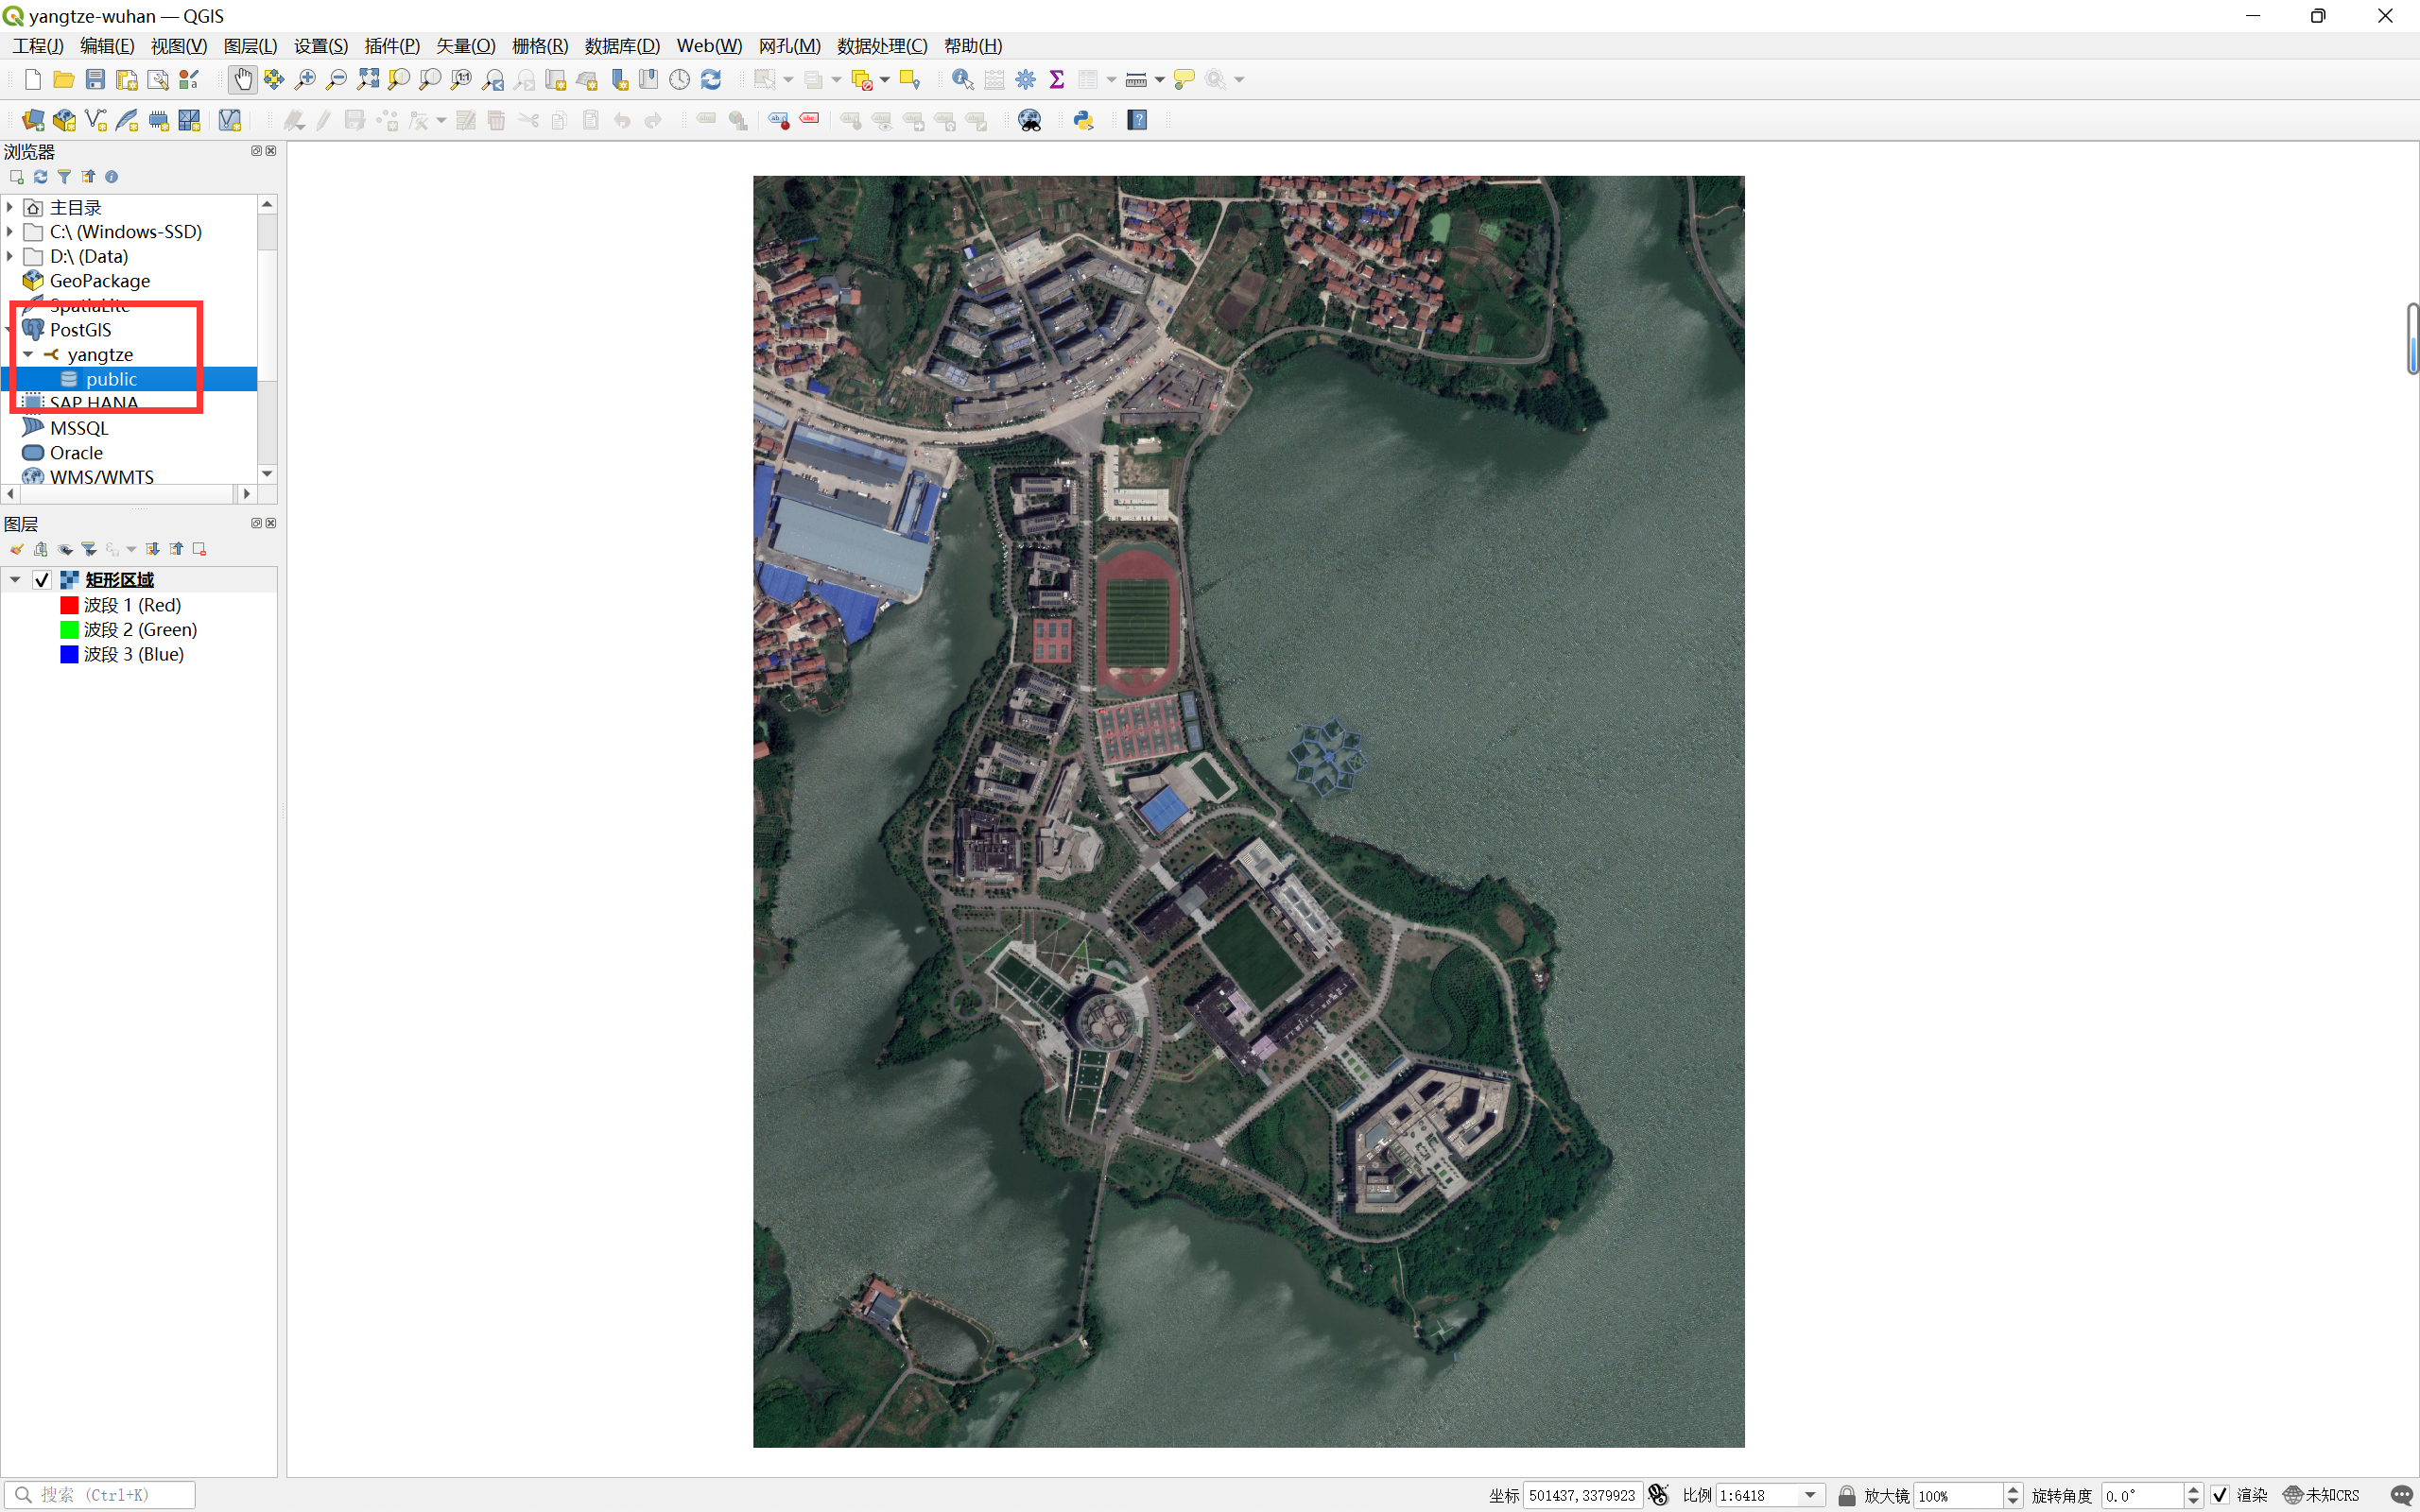 yangtze-wuhan — QGIS
工程(J) 编辑(E) 视图(V) 图层(L) 设置(S) 插件(P) 矢量(O) 栅格(R) 数据库(D) Web(W) 网孔(M) 数据处理(C) 帮助(H)
浏览器
主目录
C:\ (Windows-SSD)
D:\ (Data)
GeoPackage
SpatiaLite
PostGIS
yangtze
public
SAP HANA
MSSQL
Oracle
WMS/WMTS
图层
矩形区域
波段 1 (Red)
波段 2 (Green)
波段 3 (Blue)
搜索 (Ctrl+K)
坐标 501437,3379923 比例 1:6418 放大镜 100% 旋转角度 0.0° 渲染 未知CRS